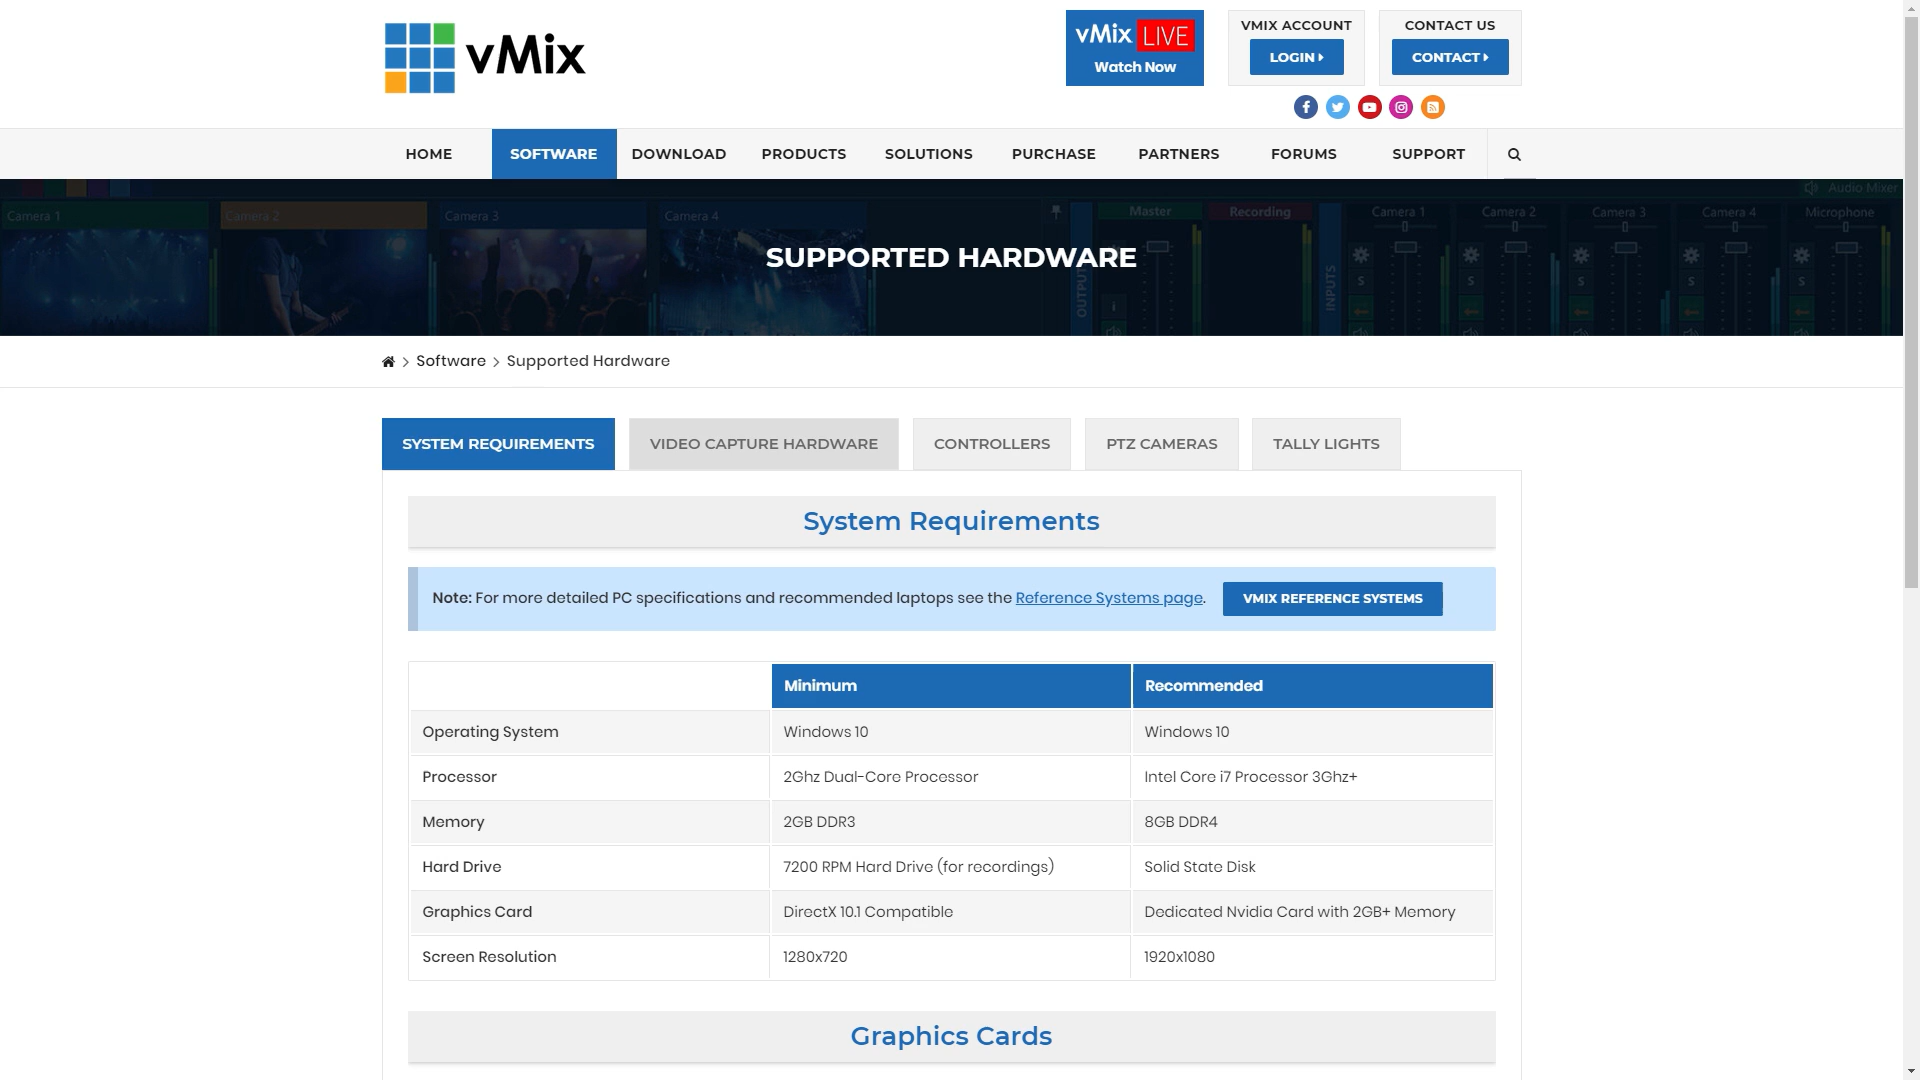 vMix
vMix LIVE
Watch Now
VMIX ACCOUNT
LOGIN
CONTACT US
CONTACT
HOME
SOFTWARE
DOWNLOAD
PRODUCTS
SOLUTIONS
PURCHASE
PARTNERS
FORUMS
SUPPORT
Audio Mixer
Camera 1
Camera 2
Camera 3
Camera 4
Master
Recording
Camera 1
Camera 2
Camera 3
Camera 4
Microphone
SUPPORTED HARDWARE
OUTPUT
INPUTS
S
S
S
S
S
i
Software
Supported Hardware
SYSTEM REQUIREMENTS
VIDEO CAPTURE HARDWARE
CONTROLLERS
PTZ CAMERAS
TALLY LIGHTS
System Requirements
Note: For more detailed PC specifications and recommended laptops see the Reference Systems page.
VMIX REFERENCE SYSTEMS
Minimum Recommended
Operating System Windows 10 Windows 10
Processor 2Ghz Dual-Core Processor Intel Core i7 Processor 3Ghz+
Memory 2GB DDR3 8GB DDR4
Hard Drive 7200 RPM Hard Drive (for recordings) Solid State Disk
Graphics Card DirectX 10.1 Compatible Dedicated Nvidia Card with 2GB+ Memory
Screen Resolution 1280x720 1920x1080
Graphics Cards